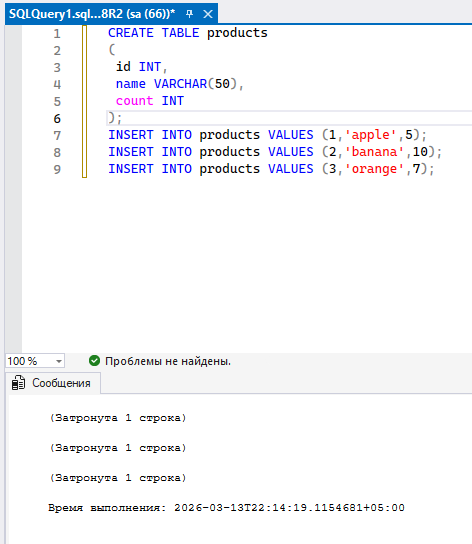 SQLQuery1.sql...8R2 (sa (66))*
1 CREATE TABLE products
2 (
3 id INT,
4 name VARCHAR(50),
5 count INT
6 );
7 INSERT INTO products VALUES (1,'apple',5);
8 INSERT INTO products VALUES (2,'banana',10);
9 INSERT INTO products VALUES (3,'orange',7);
100 % Проблемы не найдены.
Сообщения
(Затронута 1 строка)
(Затронута 1 строка)
(Затронута 1 строка)
Время выполнения: 2026-03-13T22:14:19.1154681+05:00